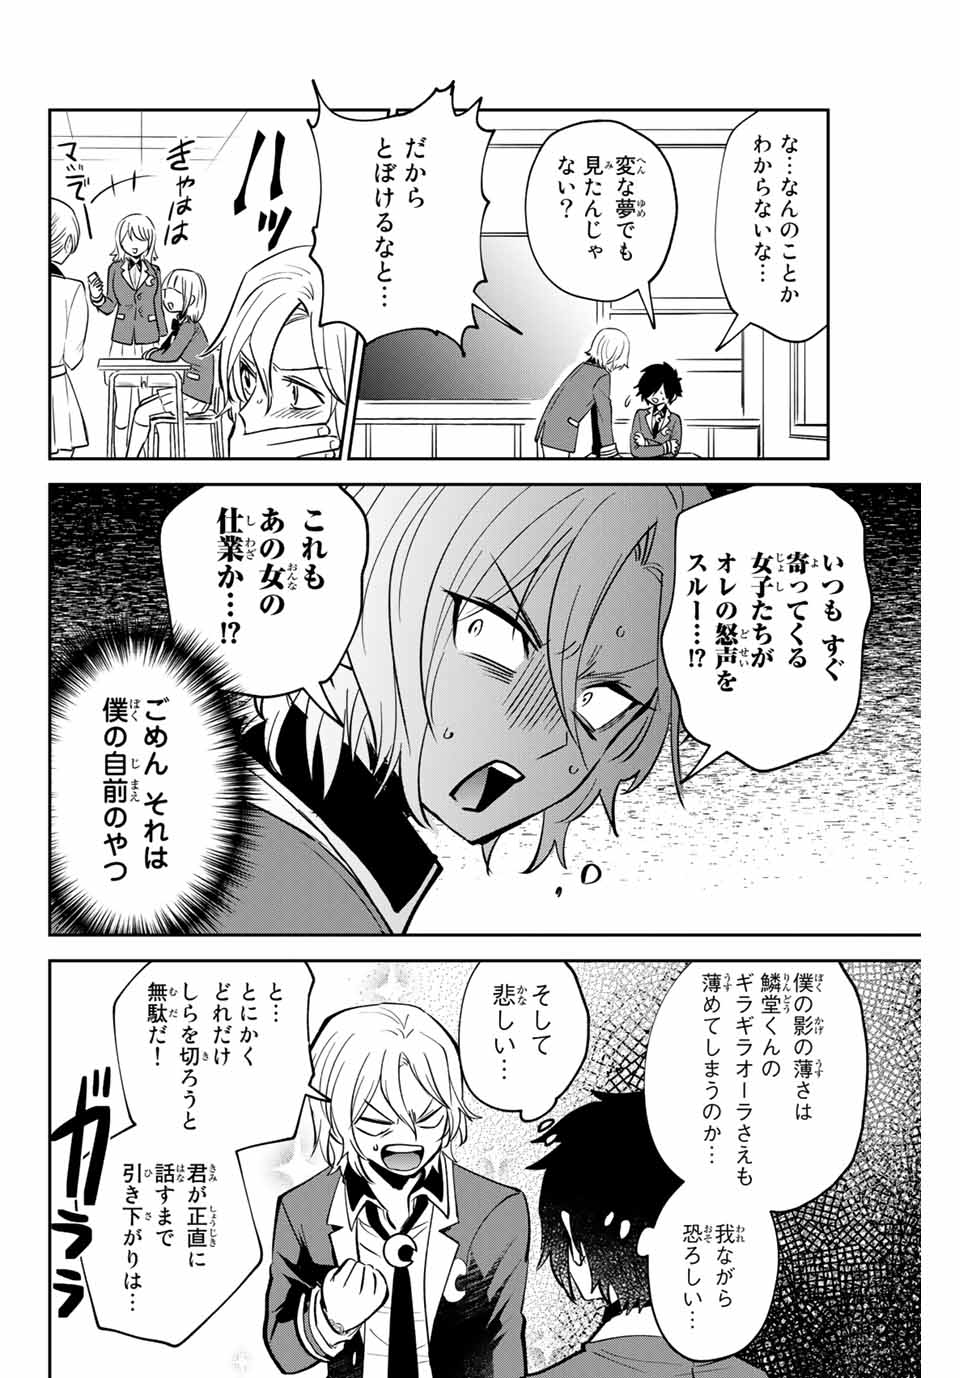 な…なんのことか
わからないな…
変な夢でも
見たんじゃ
ない？
だから
とぼけるなと…
ハッ
きゃはは
マジでー
いつも すぐ
寄ってくる
女子たちが
オレの怒声を
スルー…!?
これも
あの女の
仕業か…!?
ごめん それは
僕の自前のやつ
僕の影の薄さは
鱗堂くんの
ギラギラオーラさえも
薄めてしまうのか…
我ながら
恐ろしい…
そして
悲しい…
と…
とにかく
どれだけ
しらを切ろうと
無駄だ！
君が正直に
話すまで
引き下がりは…
ガララ